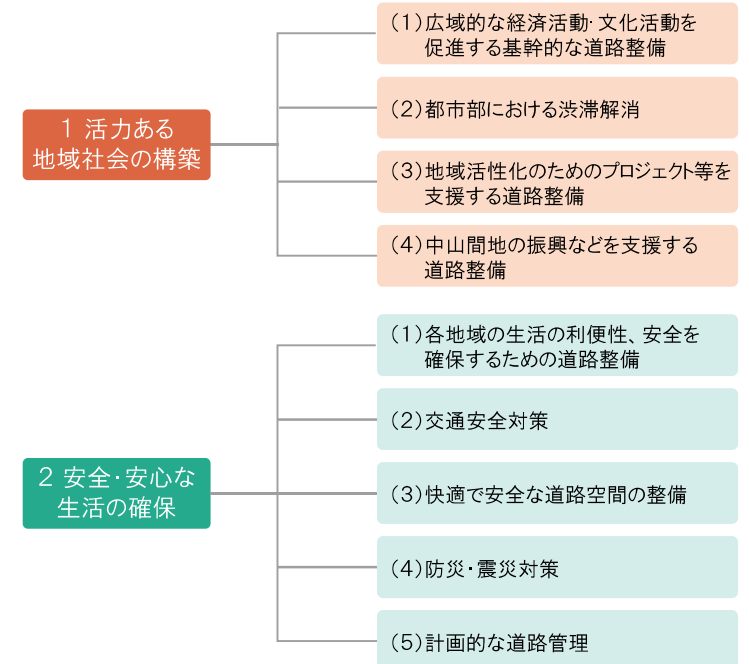 1 活力ある
地域社会の構築
（1）広域的な経済活動・文化活動を
促進する基幹的な道路整備
（2）都市部における渋滞解消
（3）地域活性化のためのプロジェクト等を
支援する道路整備
（4）中山間地の振興などを支援する
道路整備
2 安全・安心な
生活の確保
（1）各地域の生活の利便性、安全を
確保するための道路整備
（2）交通安全対策
（3）快適で安全な道路空間の整備
（4）防災・震災対策
（5）計画的な道路管理